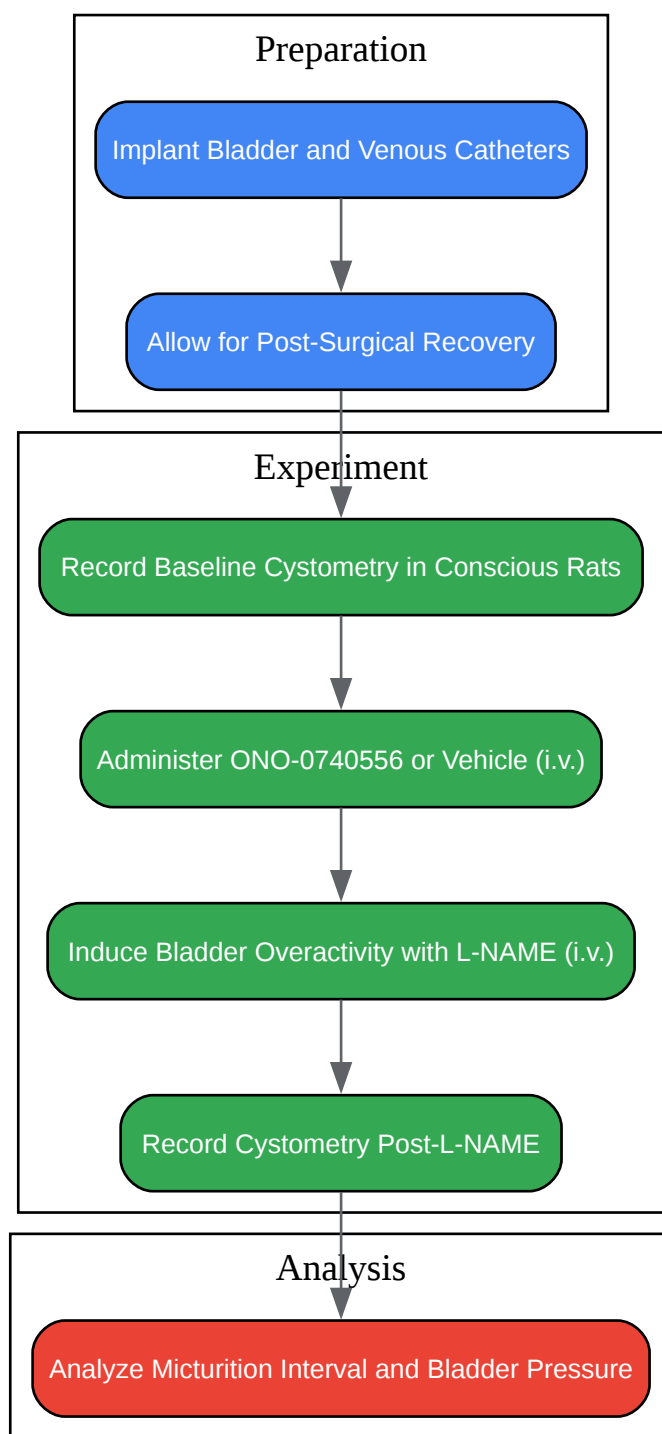 Preparation
Implant Bladder and Venous Catheters
Allow for Post-Surgical Recovery
Experiment
Record Baseline Cystometry in Conscious Rats
Administer ONO-0740556 or Vehicle (i.v.)
Induce Bladder Overactivity with L-NAME (i.v.)
Record Cystometry Post-L-NAME
Analysis
Analyze Micturition Interval and Bladder Pressure